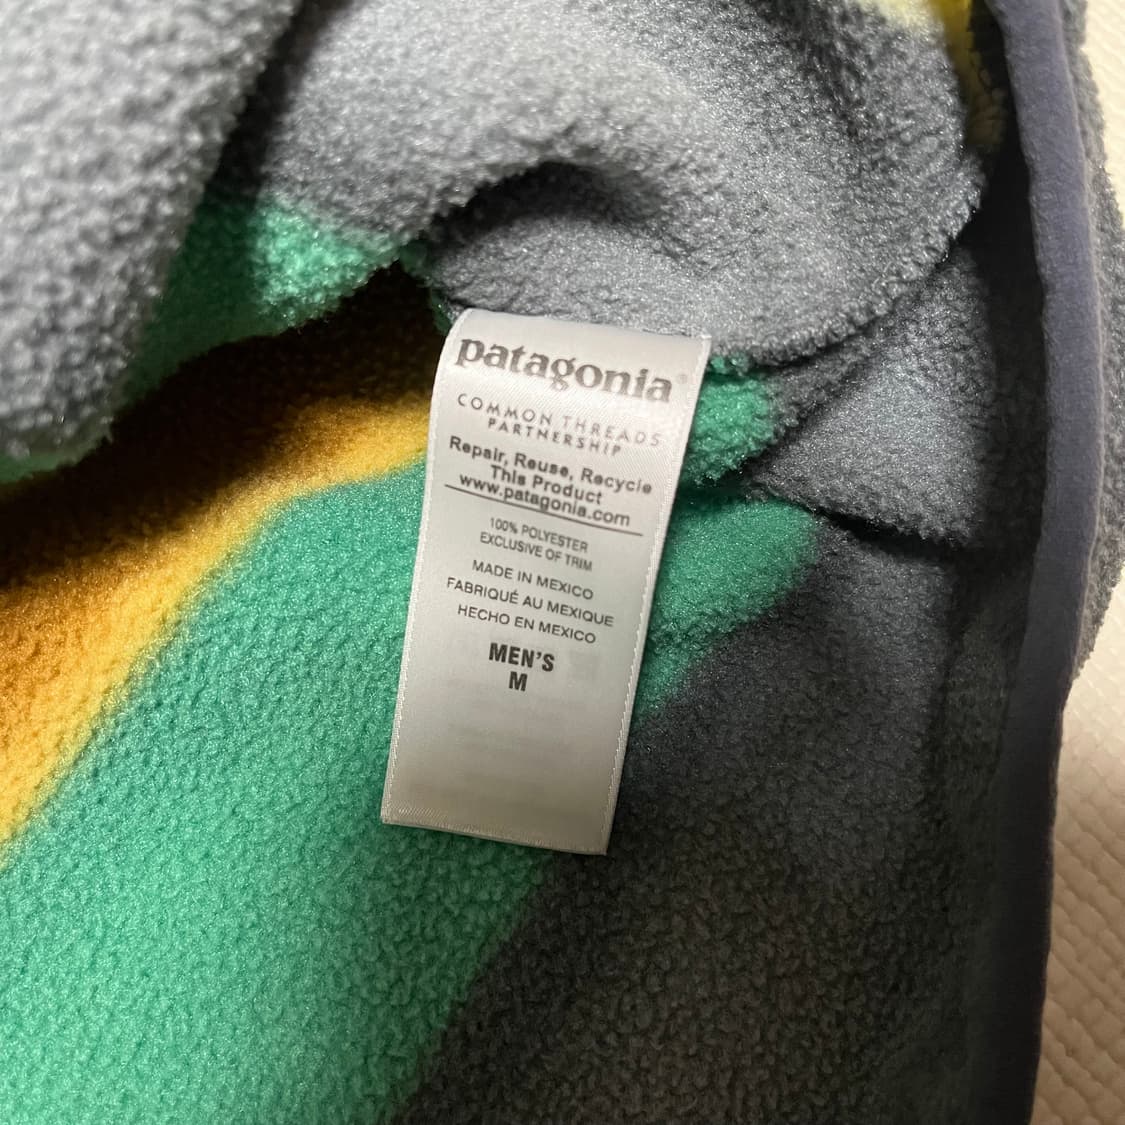 patagonia®
COMMON THREADS
PARTNERSHIP
Repair, Reuse, Recycle
This Product
www.patagonia.com
100% POLYESTER
EXCLUSIVE OF TRIM
MADE IN MEXICO
FABRIQUÉ AU MEXIQUE
HECHO EN MEXICO
MEN'S
M